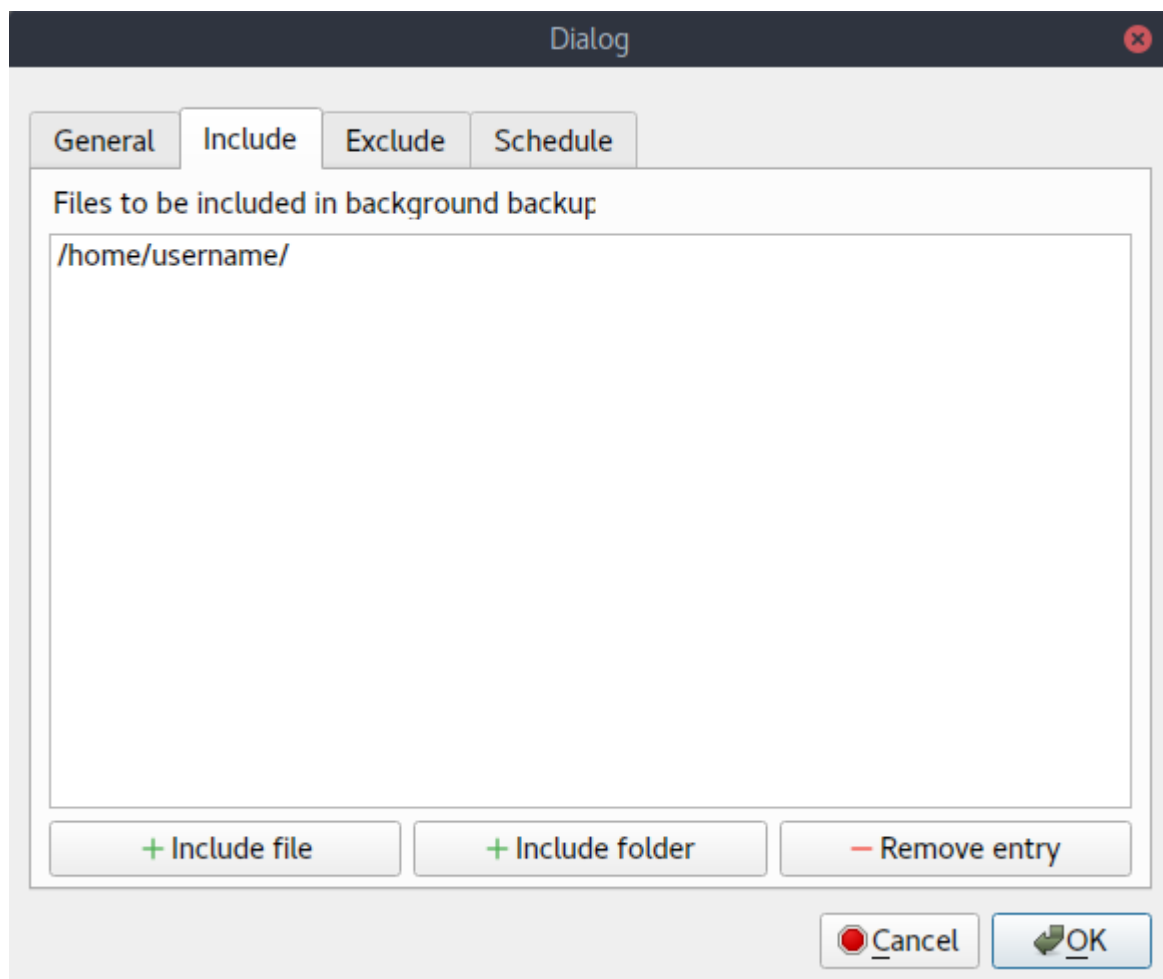 Dialog
General Include Exclude Schedule
Files to be included in background backup
/home/username/
+ Include file + Include folder − Remove entry
Cancel OK